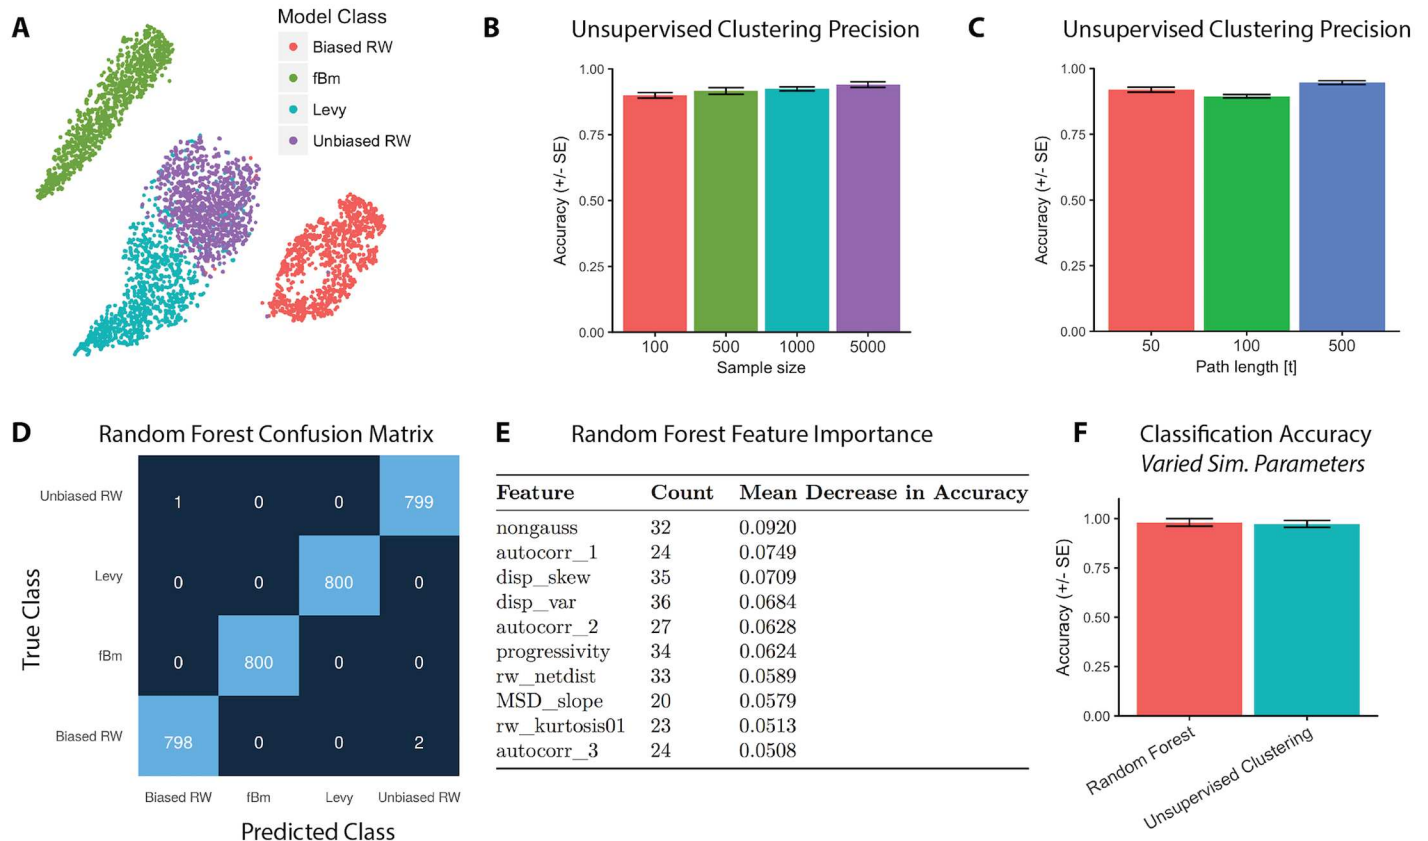 A
Model Class
Biased RW
fBm
Levy
Unbiased RW
B
Unsupervised Clustering Precision
Accuracy (+/- SE)
1.00
0.75
0.50
0.25
0.00
100 500 1000 5000
Sample size
C
Unsupervised Clustering Precision
Accuracy (+/- SE)
1.00
0.75
0.50
0.25
0.00
50 100 500
Path length [t]
D
Random Forest Confusion Matrix
True Class
Unbiased RW 1 0 0 799
Levy 0 0 800 0
fBm 0 800 0 0
Biased RW 798 0 0 2
Biased RW fBm Levy Unbiased RW
Predicted Class
E
Random Forest Feature Importance
Feature Count Mean Decrease in Accuracy
nongauss 32 0.0920
autocorr_1 24 0.0749
disp_skew 35 0.0709
disp_var 36 0.0684
autocorr_2 27 0.0628
progressivity 34 0.0624
rw_netdist 33 0.0589
MSD_slope 20 0.0579
rw_kurtosis01 23 0.0513
autocorr_3 24 0.0508
F
Classification Accuracy
Varied Sim. Parameters
Accuracy (+/- SE)
1.00
0.75
0.50
0.25
0.00
Random Forest
Unsupervised Clustering